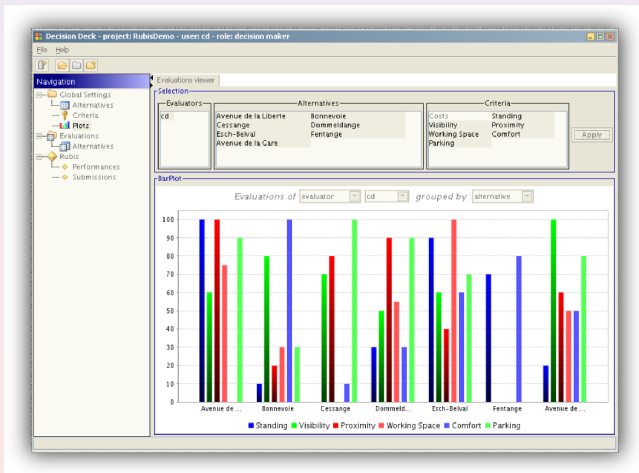 Decision Deck - project: RubisDemo - user: cd - role: decision maker
File Help
Navigation
Global Settings
Alternatives
Criteria
Plots
Evaluations
Alternatives
Rubis
Performances
Submissions
Evaluations viewer
Selection
Evaluators
cd
Alternatives
Avenue de la Liberte Bonnevoie
Cessange Dommeldange
Esch-Belval Fentange
Avenue de la Gare
Criteria
Costs Standing
Visibility Proximity
Working Space Comfort
Parking
Apply
BarPlot
Evaluations of evaluator cd grouped by alternative
100
90
80
70
60
50
40
30
20
10
0
Avenue de ... Bonnevoie Cessange Dommeld... Esch-Belval Fentange Avenue de ...
Standing Visibility Proximity Working Space Comfort Parking